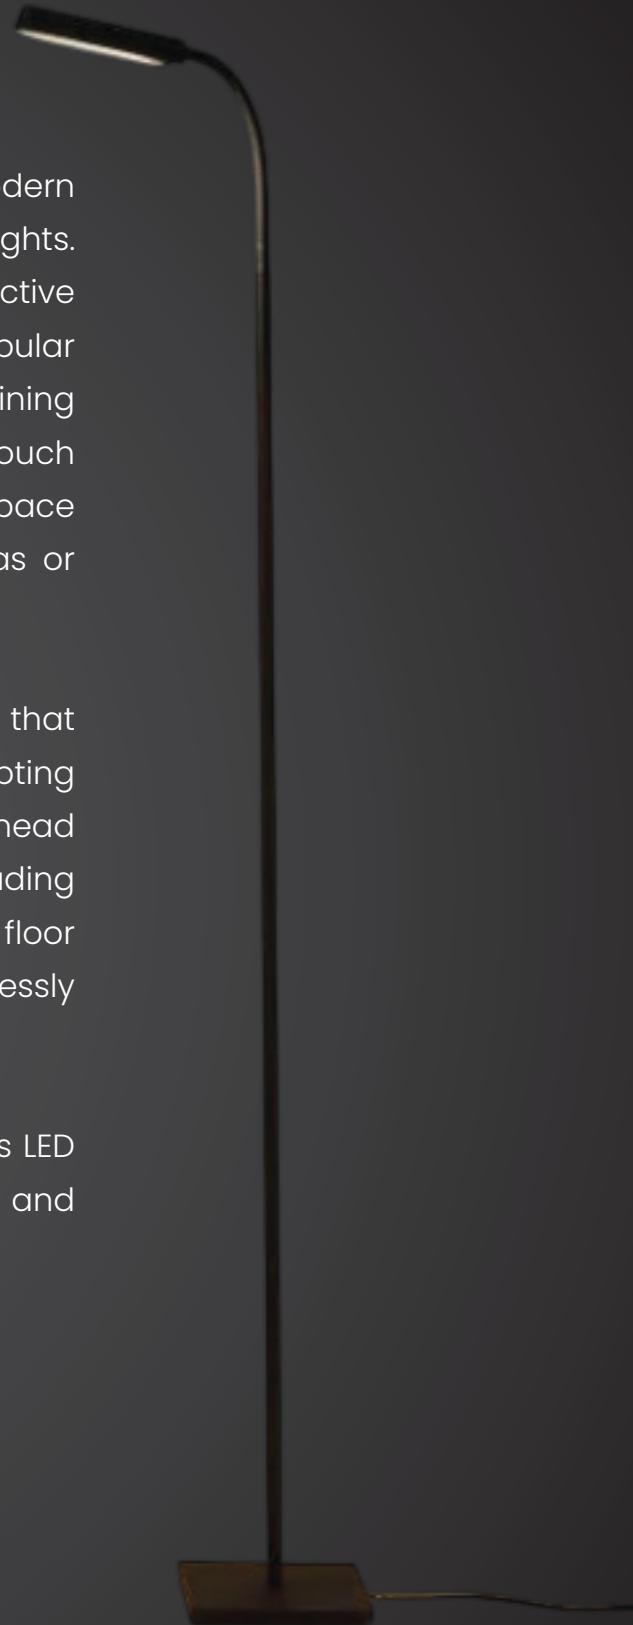 dern
ghts.
ctive
pular
ining
ouch
pace
as or
that
pting
head
ding
floor
essly
s LED
and